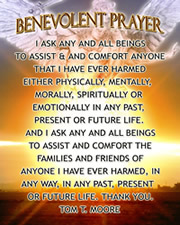 BENEVOLENT PRAYER
I ASK ANY AND ALL BEINGS
TO ASSIST & AND COMFORT ANYONE
THAT I HAVE EVER HARMED
EITHER PHYSICALLY, MENTALLY,
MORALLY, SPIRITUALLY OR
EMOTIONALLY IN ANY PAST,
PRESENT OR FUTURE LIFE.
AND I ASK ANY AND ALL BEINGS
TO ASSIST AND COMFORT THE
FAMILIES AND FRIENDS OF
ANYONE I HAVE EVER HARMED, IN
ANY WAY, IN ANY PAST, PRESENT
OR FUTURE LIFE. THANK YOU.
TOM T. MOORE